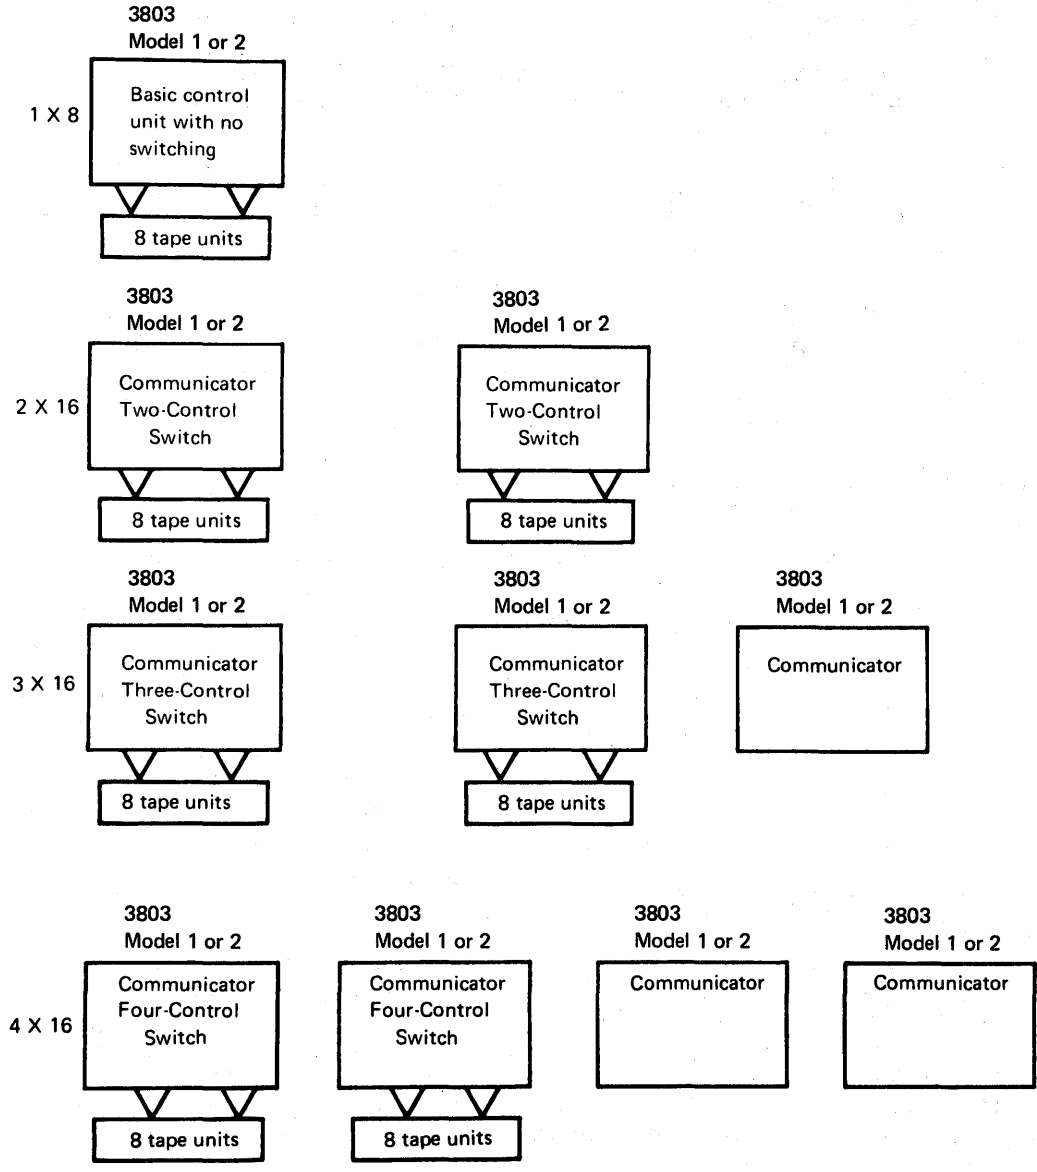 3803
Model 1 or 2
1 X 8
Basic control
unit with no
switching
8 tape units
3803
Model 1 or 2
3803
Model 1 or 2
2 X 16
Communicator
Two-Control
Switch
Communicator
Two-Control
Switch
8 tape units
8 tape units
3803
Model 1 or 2
3803
Model 1 or 2
3803
Model 1 or 2
3 X 16
Communicator
Three-Control
Switch
Communicator
Three-Control
Switch
Communicator
8 tape units
8 tape units
3803
Model 1 or 2
3803
Model 1 or 2
3803
Model 1 or 2
3803
Model 1 or 2
4 X 16
Communicator
Four-Control
Switch
Communicator
Four-Control
Switch
Communicator
Communicator
8 tape units
8 tape units